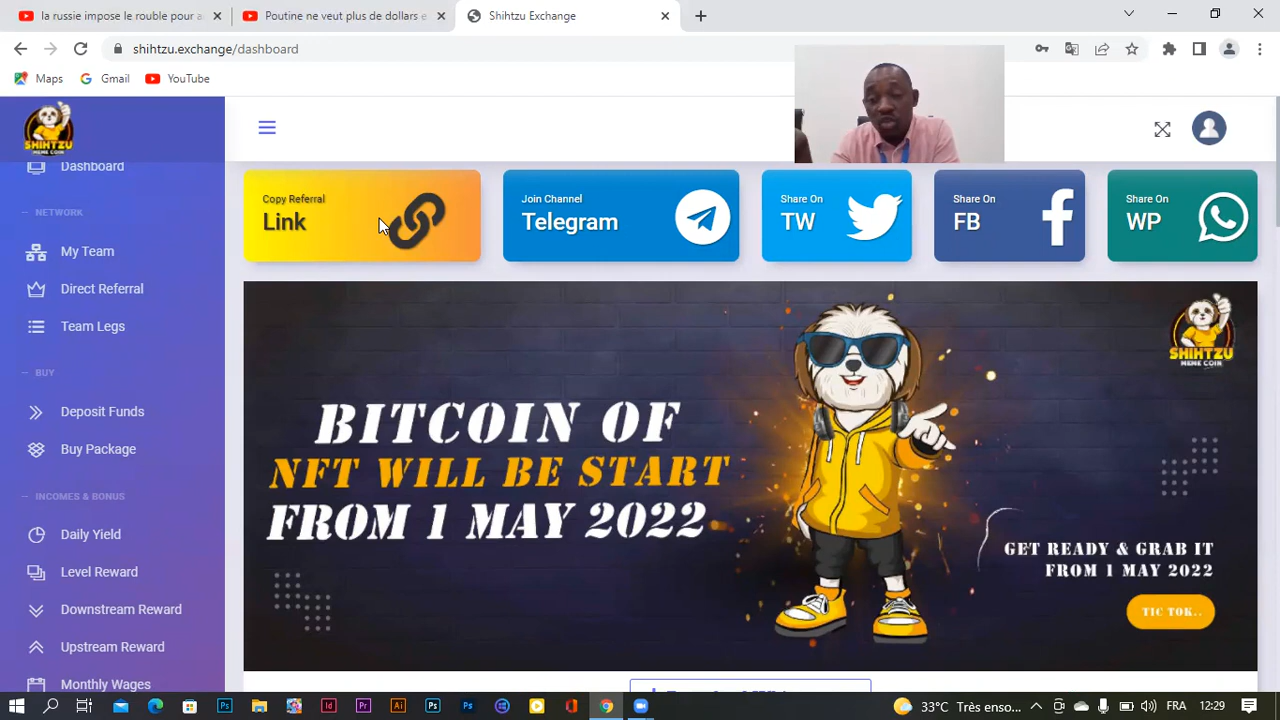 la russie impose le rouble pour a
Poutine ne veut plus de dollars e
Shihtzu Exchange
shihtzu.exchange/dashboard
Maps
Gmail
YouTube
SHIHTZU
MEME COIN
Dashboard
NETWORK
My Team
Direct Referral
Team Legs
BUY
Deposit Funds
Buy Package
INCOMES & BONUS
Daily Yield
Level Reward
Downstream Reward
Upstream Reward
Monthly Wages
Copy Referral
Link
Join Channel
Telegram
Share On
TW
Share On
FB
Share On
WP
SHIHTZU
MEME COIN
BITCOIN OF
NFT WILL BE START
FROM 1 MAY 2022
GET READY & GRAB IT
FROM 1 MAY 2022
TIC TOK..
33°C Très enso...
FRA
12:29